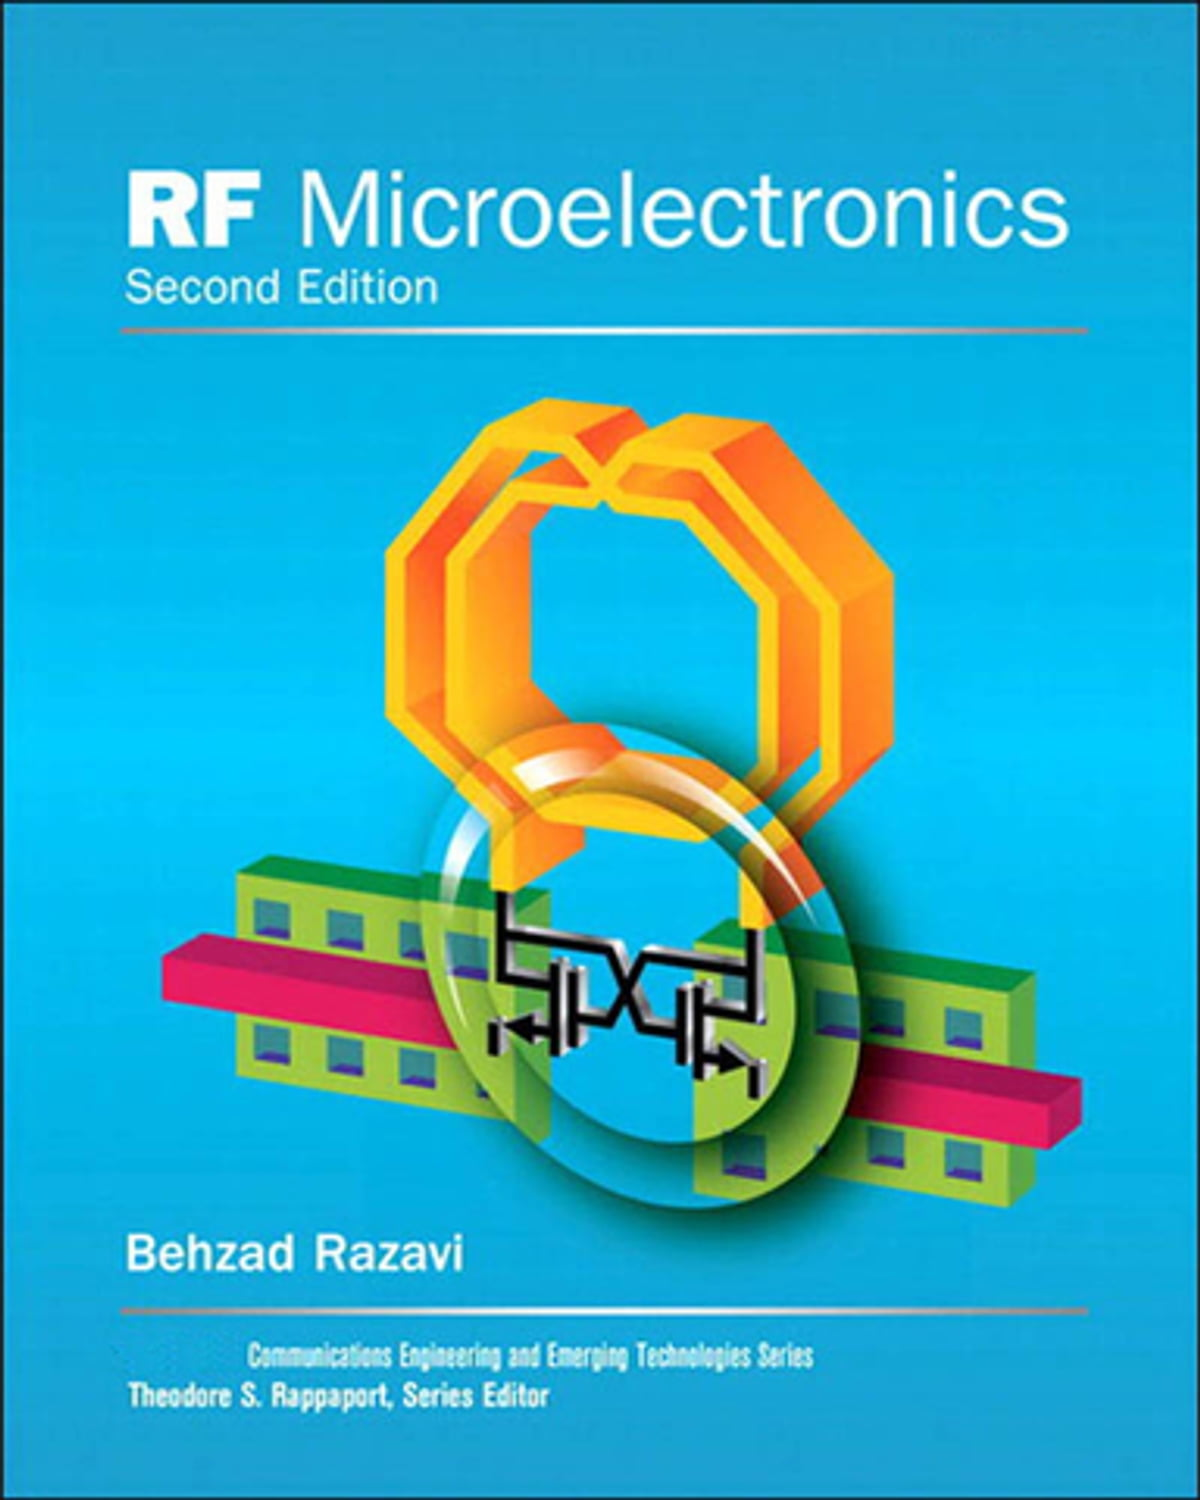 RF Microelectronics
Second Edition
Behzad Razavi
Communications Engineering and Emerging Technologies Series
Theodore S. Rappaport, Series Editor